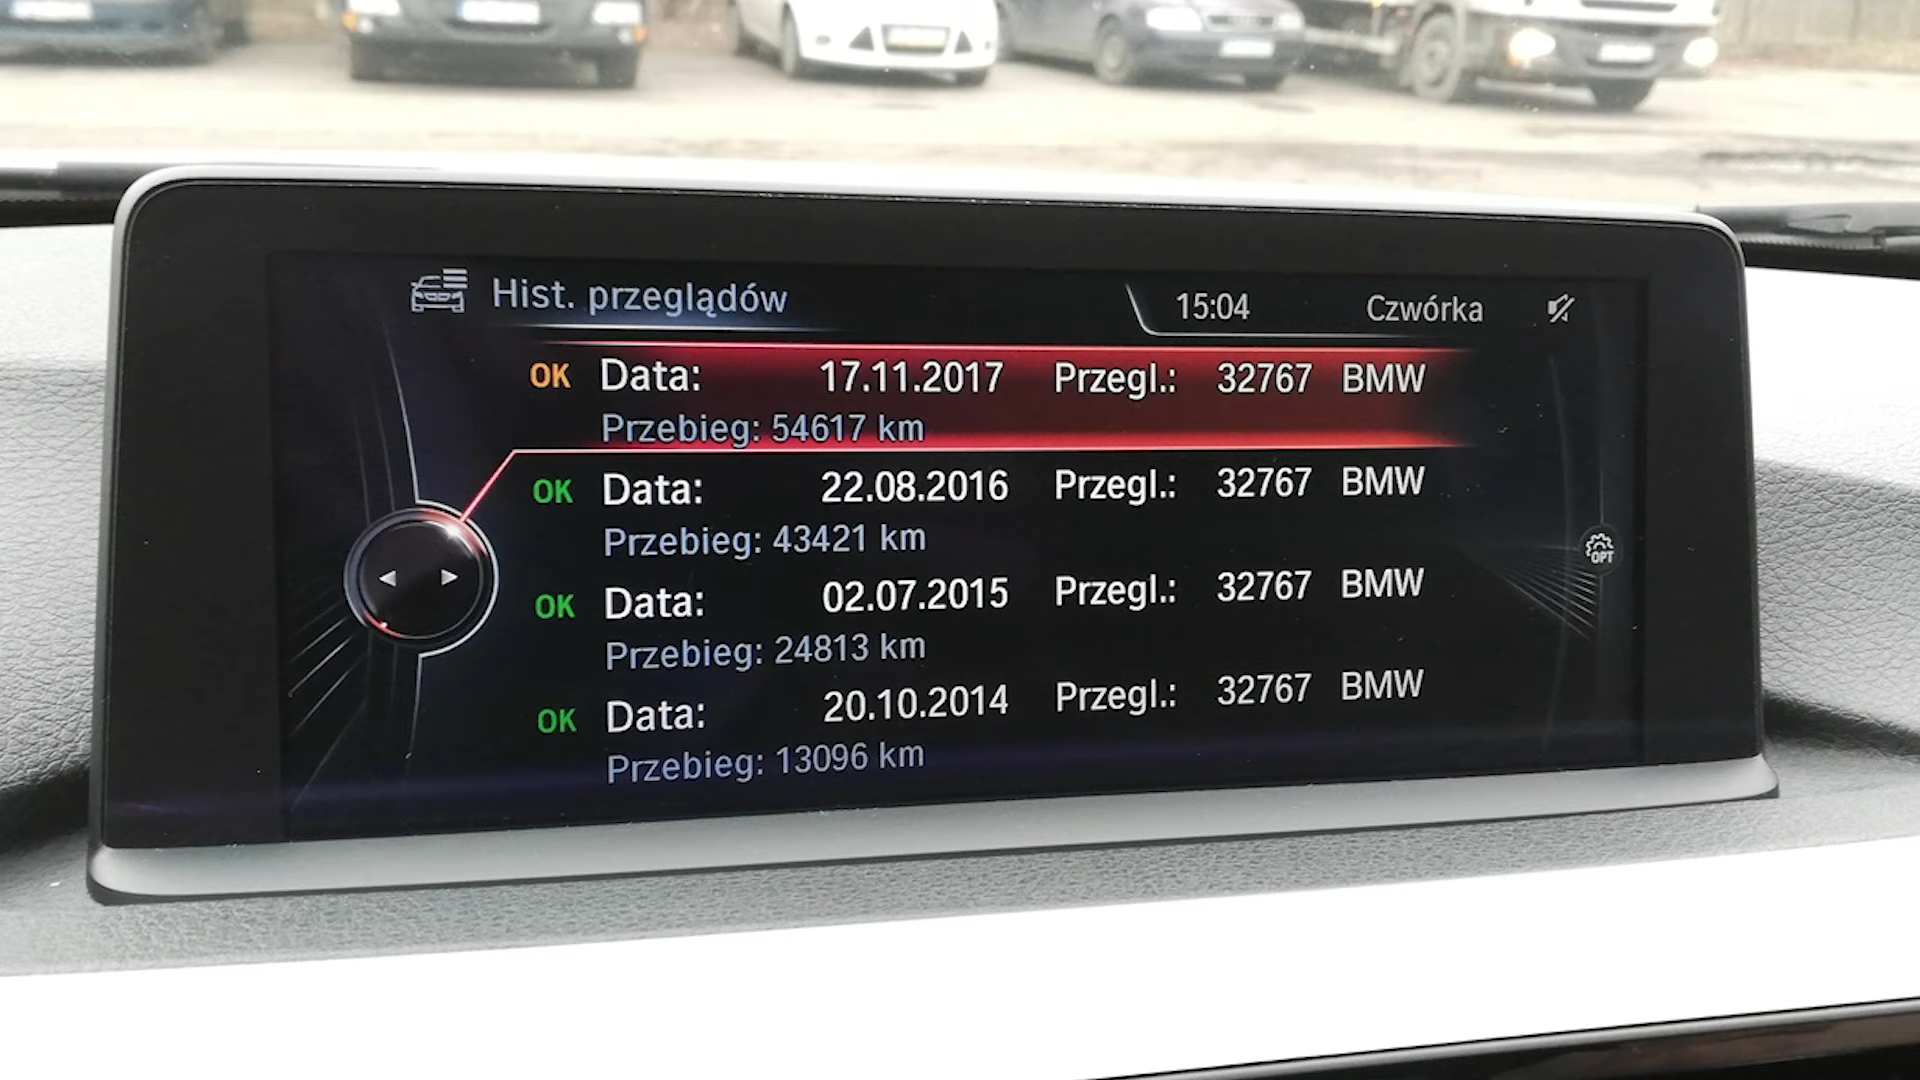 Hist. przeglądów 15:04 Czwórka
OK Data: 17.11.2017 Przegl.: 32767 BMW
Przebieg: 54617 km
OK Data: 22.08.2016 Przegl.: 32767 BMW
Przebieg: 43421 km
OK Data: 02.07.2015 Przegl.: 32767 BMW
Przebieg: 24813 km
OPT
OK Data: 20.10.2014 Przegl.: 32767 BMW
Przebieg: 13096 km